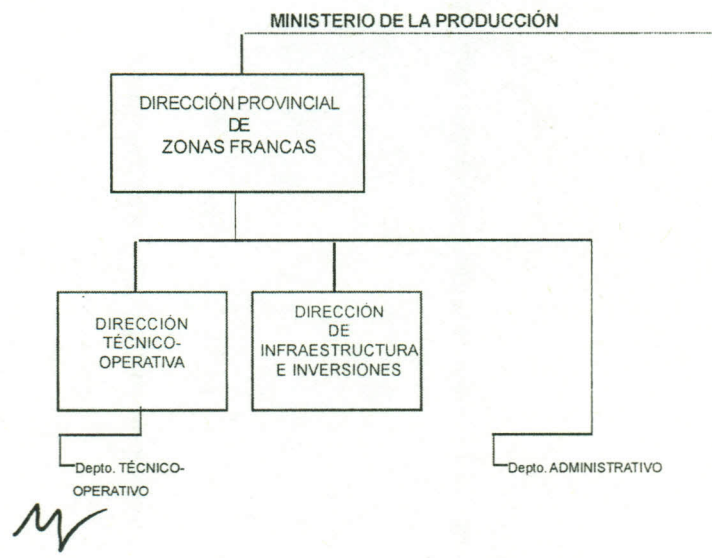 MINISTERIO DE LA PRODUCCIÓN
DIRECCIÓN PROVINCIAL
DE
ZONAS FRANCAS
DIRECCIÓN
TÉCNICO-
OPERATIVA
DIRECCIÓN
DE
INFRAESTRUCTURA
E INVERSIONES
Depto. TÉCNICO-
OPERATIVO
Depto. ADMINISTRATIVO